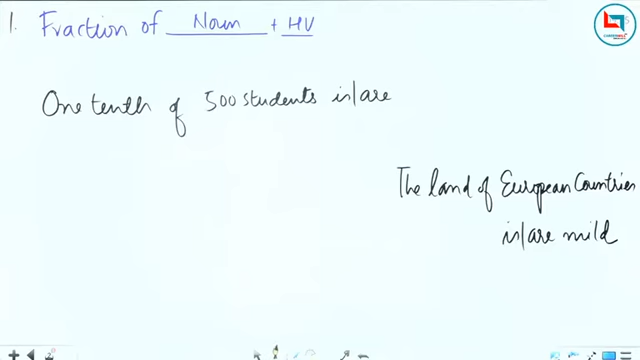 1. Fraction of Noun + HV
One tenth of 500 students is/are
The land of European Countries
is/are mild